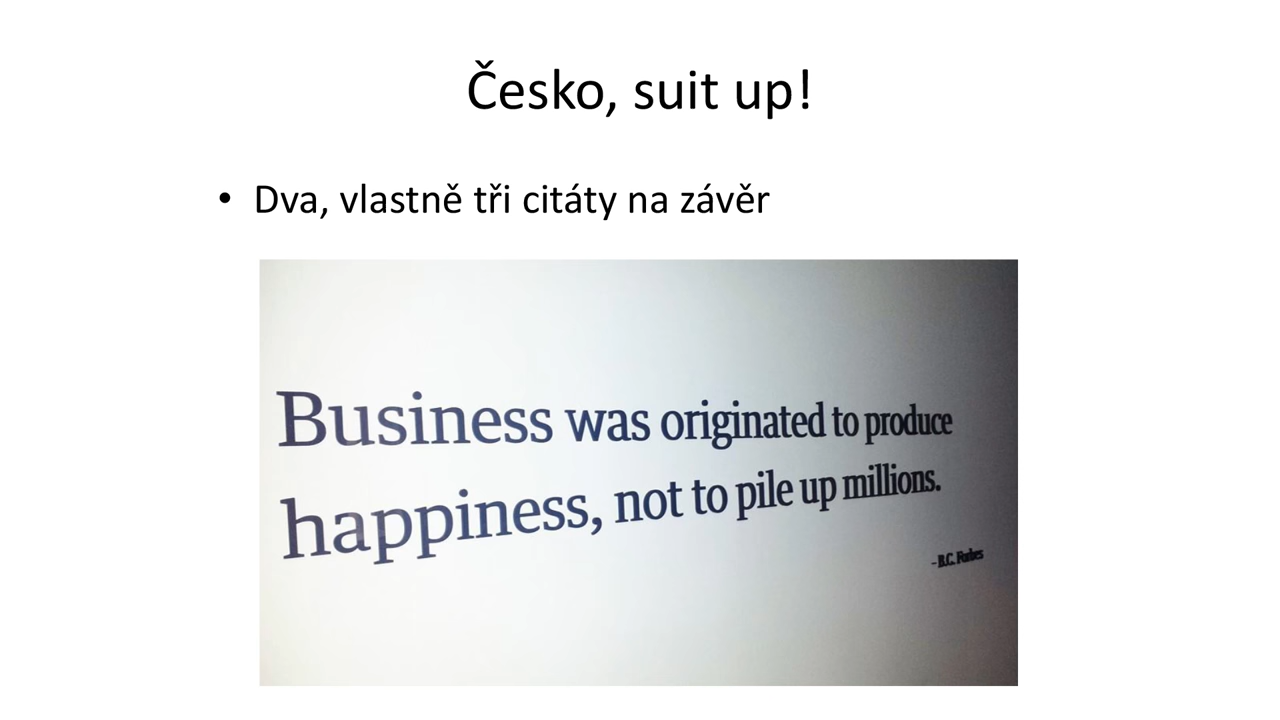 Česko, suit up!
• Dva, vlastně tři citáty na závěr
Business was originated to produce
happiness, not to pile up millions.
- B.C. Forbes